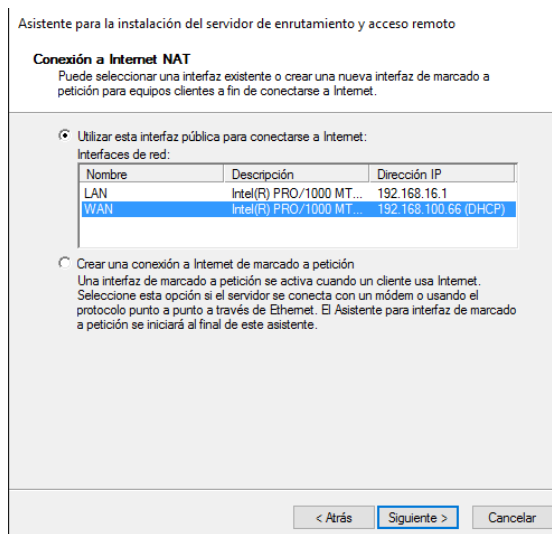 Asistente para la instalación del servidor de enrutamiento y acceso remoto
Conexión a Internet NAT
Puede seleccionar una interfaz existente o crear una nueva interfaz de marcado a
petición para equipos clientes a fin de conectarse a Internet.
Utilizar esta interfaz pública para conectarse a Internet:
Interfaces de red:
Nombre Descripción Dirección IP
LAN Intel(R) PRO/1000 MT... 192.168.16.1
WAN Intel(R) PRO/1000 MT... 192.168.100.66 (DHCP)
Crear una conexión a Internet de marcado a petición
Una interfaz de marcado a petición se activa cuando un cliente usa Internet.
Seleccione esta opción si el servidor se conecta con un módem o usando el
protocolo punto a punto a través de Ethernet. El Asistente para interfaz de marcado
a petición se iniciará al final de este asistente.
< Atrás Siguiente > Cancelar